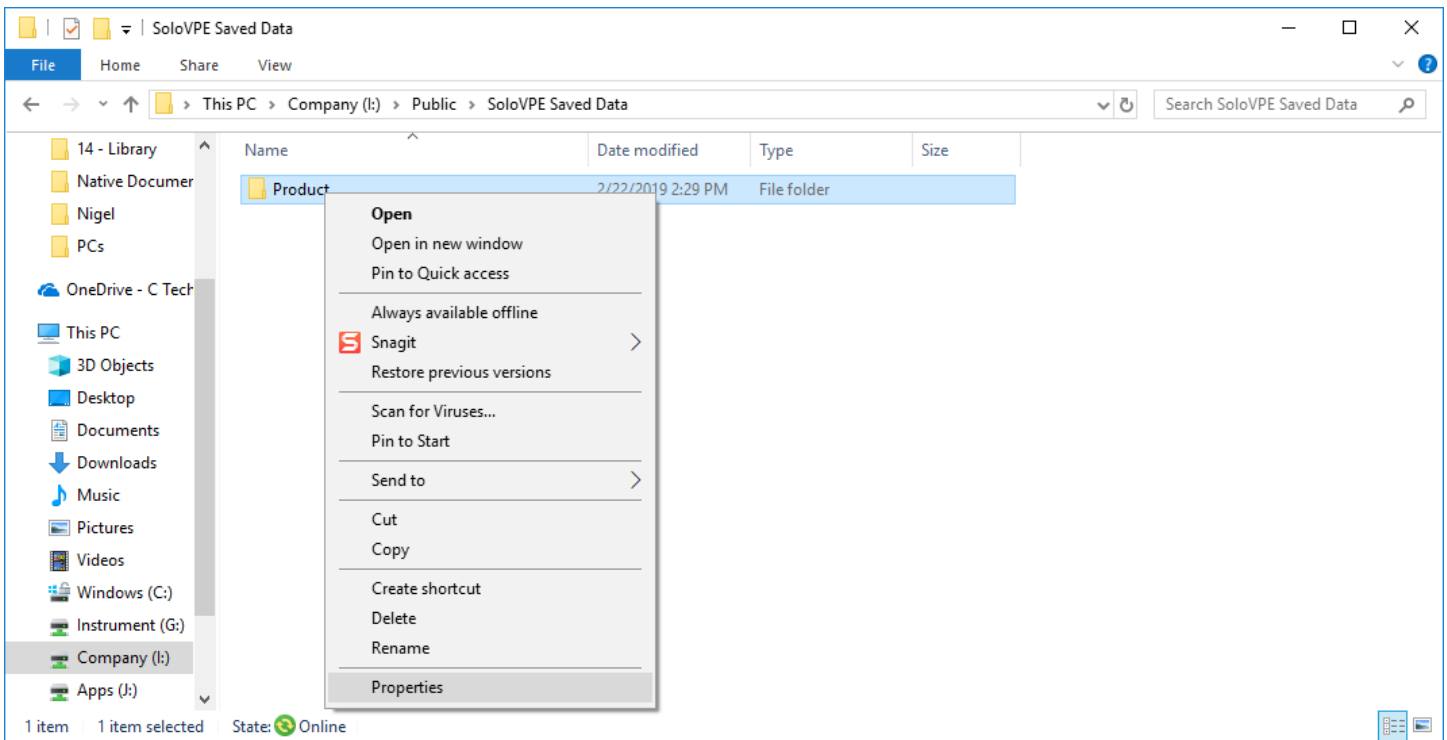 SoloVPE Saved Data
File Home Share View
This PC > Company (I:) > Public > SoloVPE Saved Data
Search SoloVPE Saved Data
14 - Library
Native Documer
Nigel
PCs
OneDrive - C Tech
This PC
3D Objects
Desktop
Documents
Downloads
Music
Pictures
Videos
Windows (C:)
Instrument (G:)
Company (I:)
Apps (J:)
Name Date modified Type Size
Product 2/22/2019 2:29 PM File folder
Open
Open in new window
Pin to Quick access
Always available offline
Snagit
Restore previous versions
Scan for Viruses...
Pin to Start
Send to
Cut
Copy
Create shortcut
Delete
Rename
Properties
1 item 1 item selected State: Online